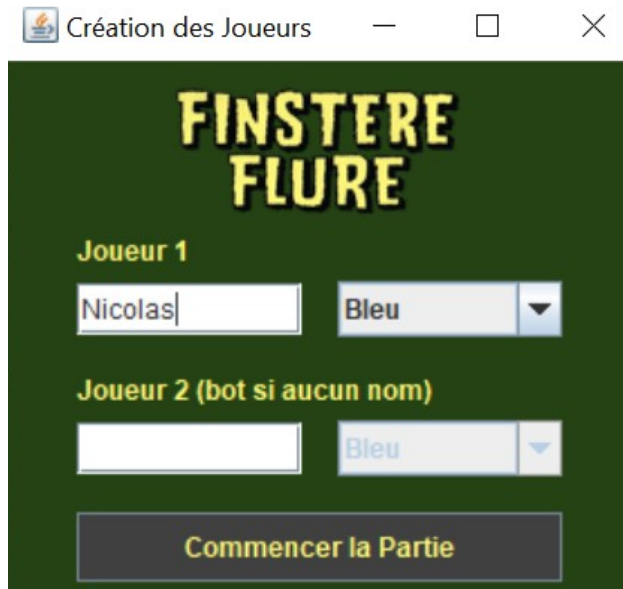 Création des Joueurs
FINSTERE
FLURE
Joueur 1
Nicolas
Bleu
Joueur 2 (bot si aucun nom)
Bleu
Commencer la Partie